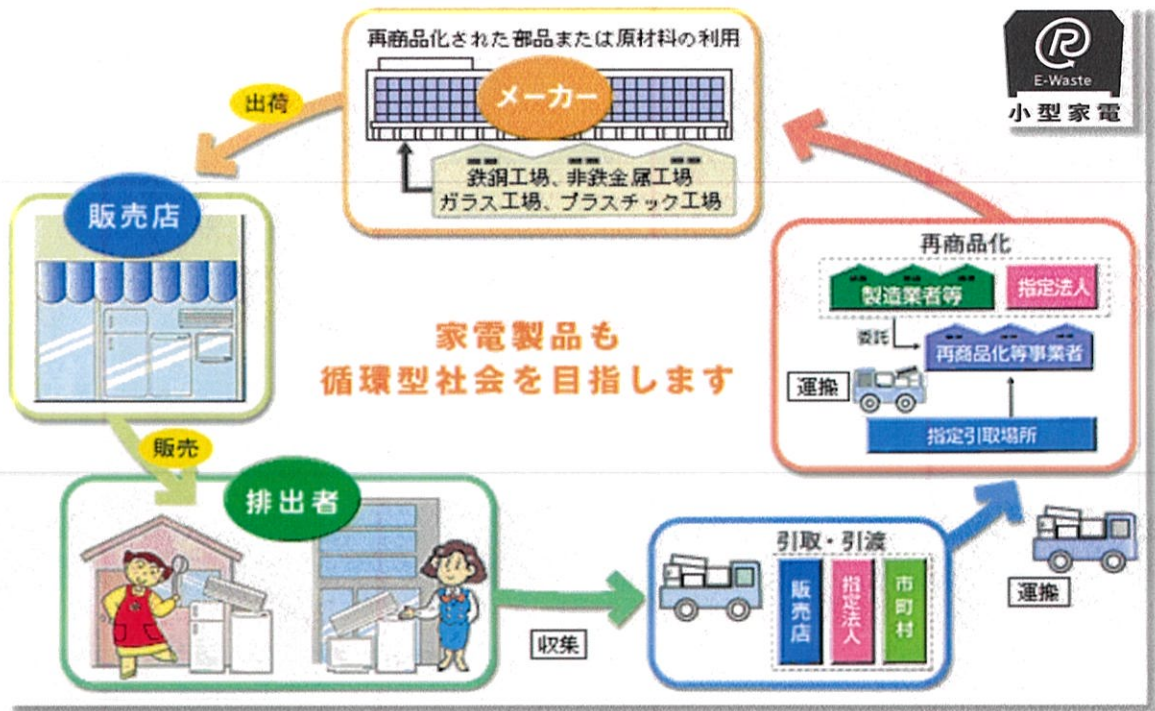 再商品化された部品または原材料の利用
メーカー
鉄鋼工場、非鉄金属工場
ガラス工場、プラスチック工場
E-Waste
小型家電
出荷
販売店
家電製品も
循環型社会を目指します
再商品化
製造業者等
指定法人
委託
再商品化等事業者
運搬
指定引取場所
販売
排出者
収集
引取・引渡
販売店
指定法人
市町村
運搬